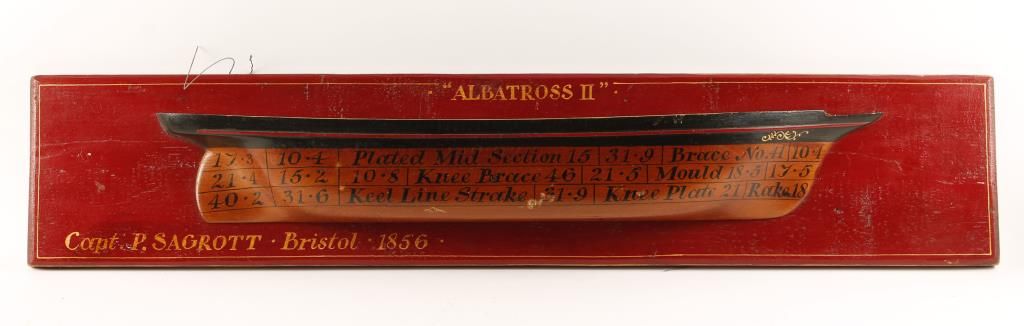 "ALBATROSS II"
17·3 10·4 Plated Mid Section 15 31·9 Brace No.11 10·4
21·4 15·2 10·8 Knee Brace 46 21·5 Mould 18·5 17·5
40·2 31·6 Keel Line Strake 31·9 Knee Plate 21 Rake 18
Capt. P. SAGROTT · Bristol · 1856 ·